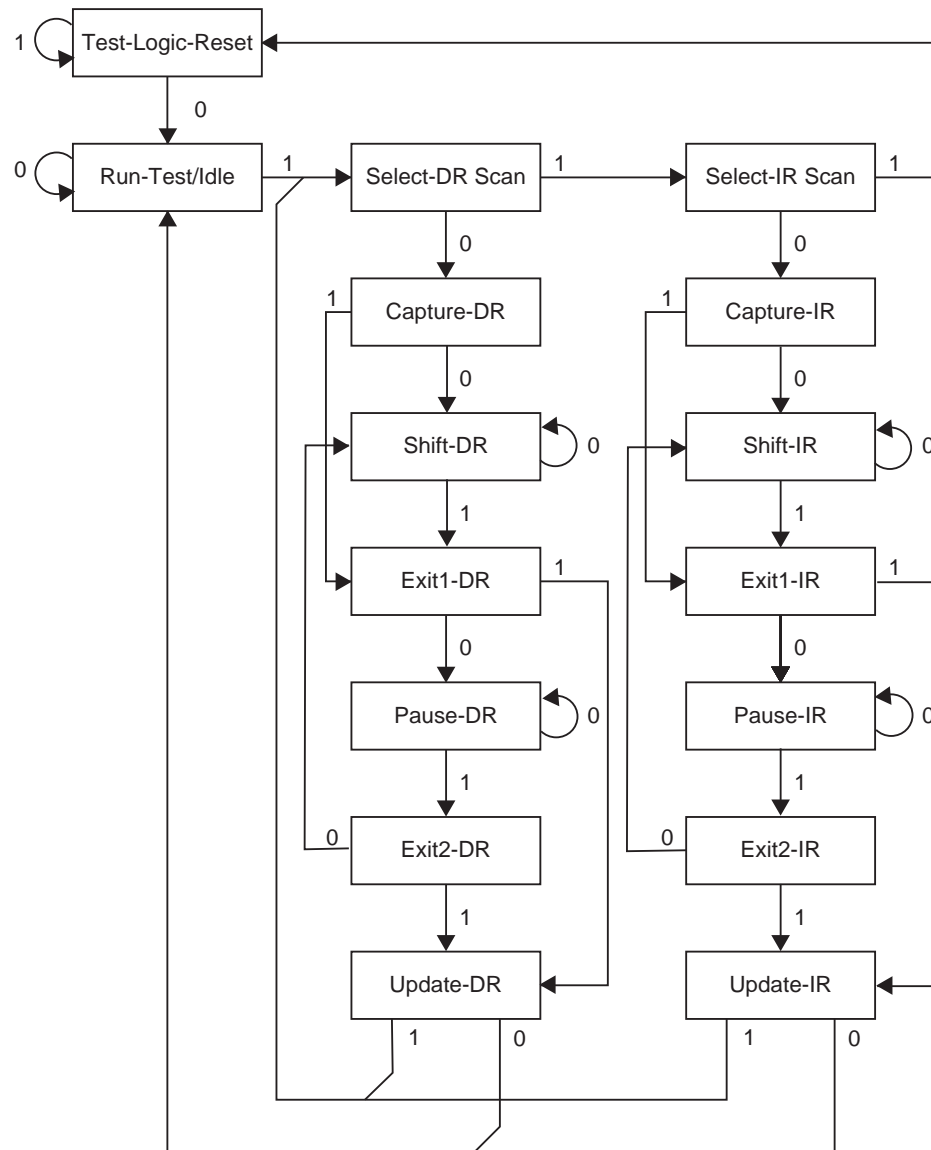 1 Test-Logic-Reset
0
0 Run-Test/Idle 1 Select-DR Scan 1 Select-IR Scan 1
0 0
1 Capture-DR 1 Capture-IR
0 0
Shift-DR 0 Shift-IR 0
1 1
Exit1-DR 1 Exit1-IR 1
0 0
Pause-DR 0 Pause-IR 0
1 1
0 Exit2-DR 0 Exit2-IR
1 1
Update-DR Update-IR
1 0 1 0